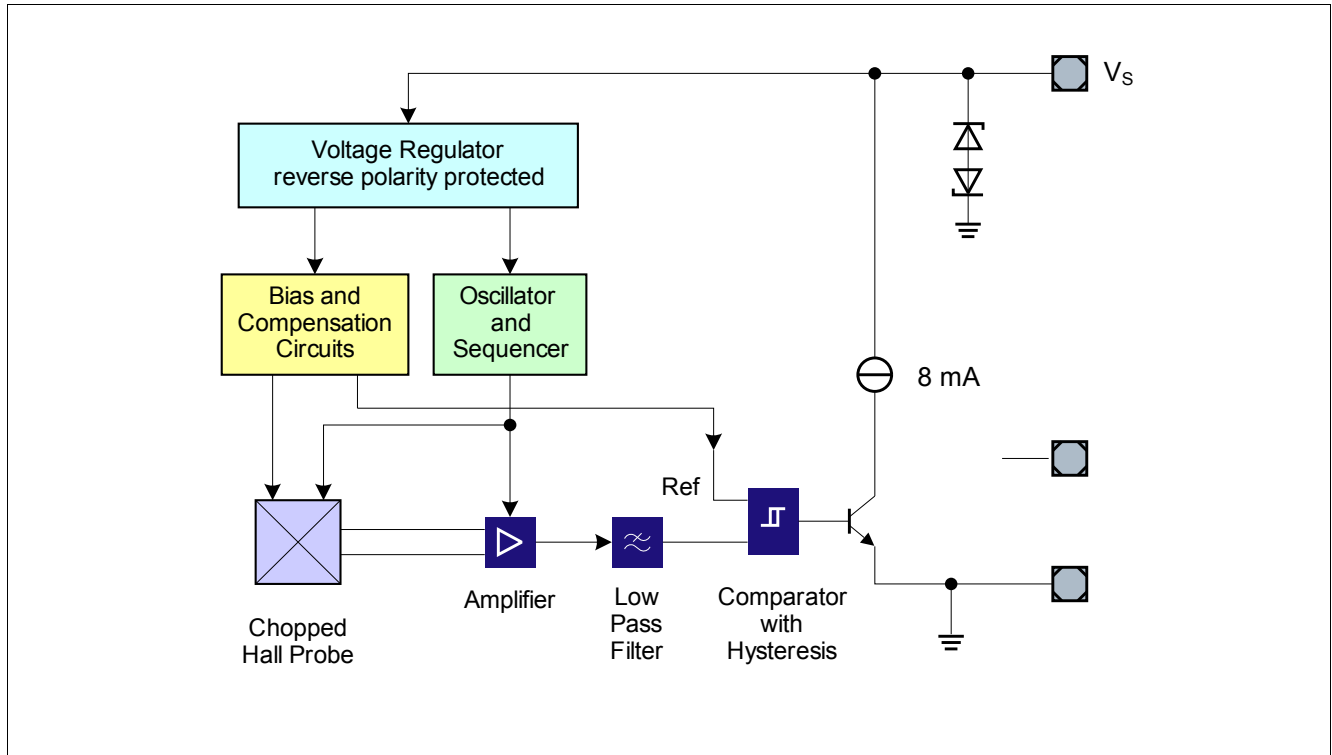 V_S
Voltage Regulator
reverse polarity protected
Bias and
Compensation
Circuits
Oscillator
and
Sequencer
8 mA
Ref
Amplifier
Low
Pass
Filter
Comparator
with
Hysteresis
Chopped
Hall Probe